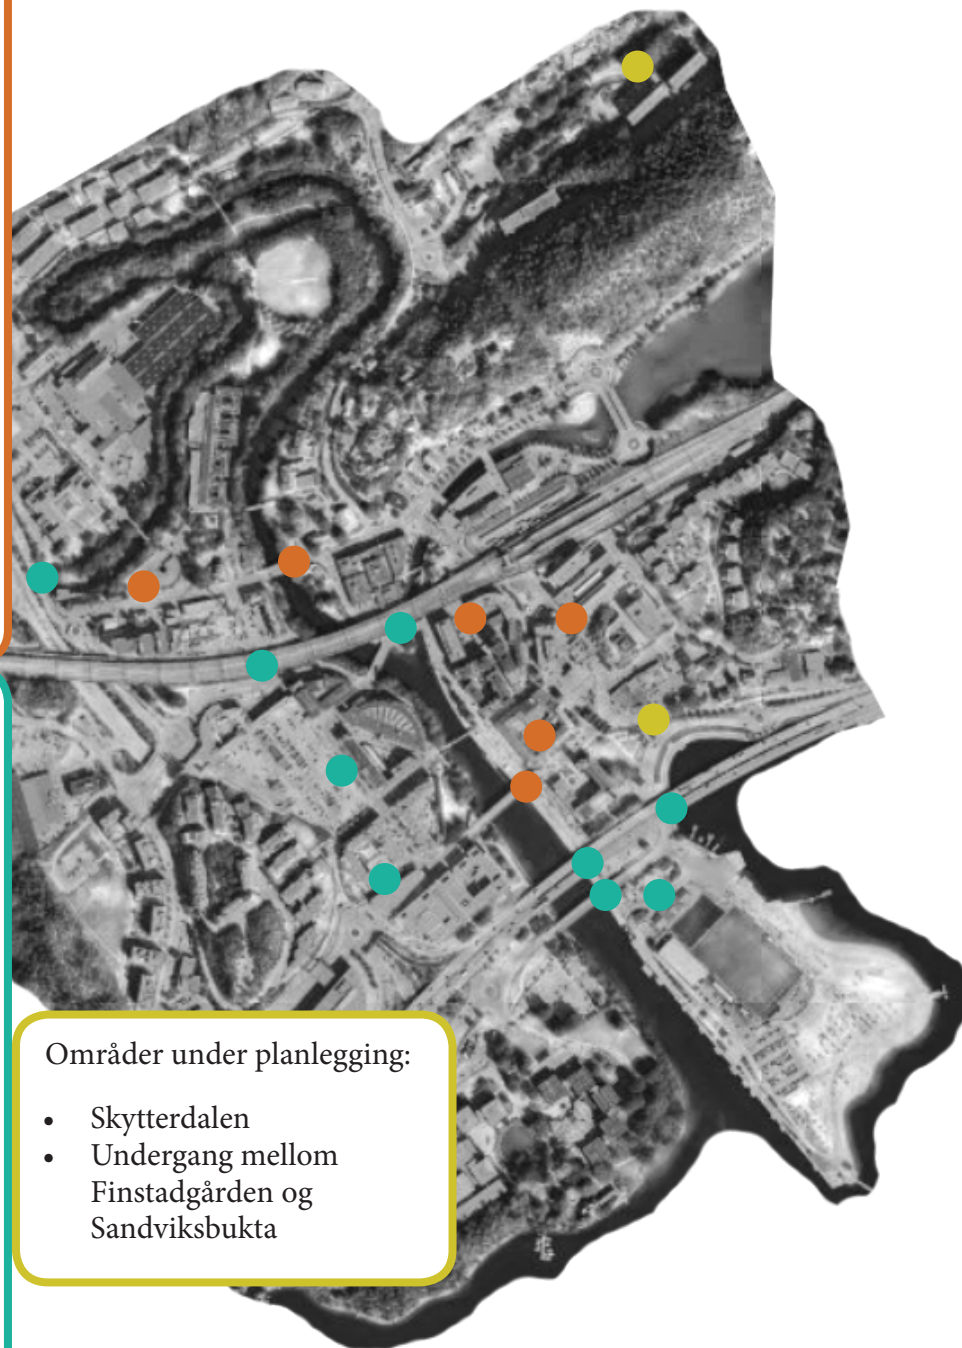 Områder under planlegging:
• Skytterdalen
• Undergang mellom
Finstadgården og
Sandviksbukta